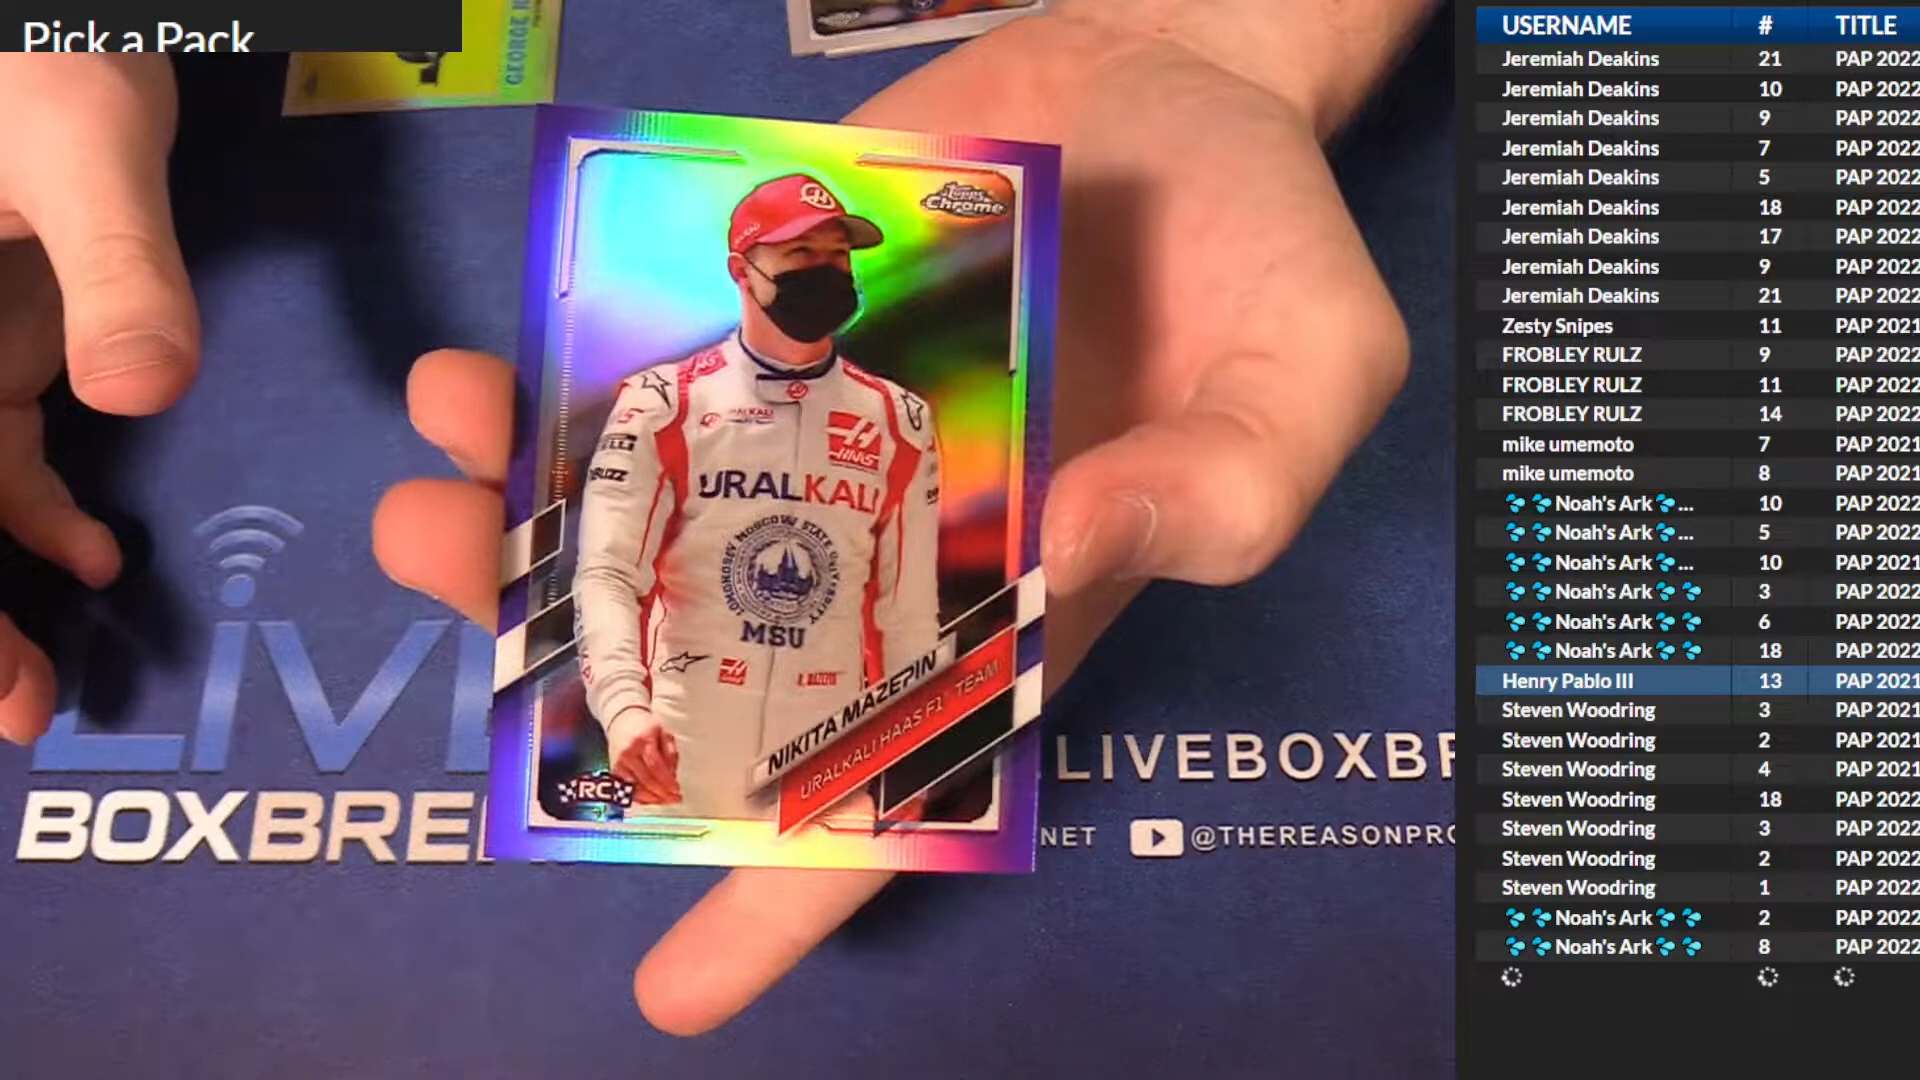 Pick a Pack
GEORGE
Topps
Chrome
HAAS
URALKALI
LOMONOSOV MOSCOW STATE UNIVERSITY
MSU
NIKITA MAZEPIN
URALKALI HAAS F1 TEAM
RC
LIVE
BOXBRE
LIVEBOXBR
NET @THEREASONPRO
USERNAME # TITLE
Jeremiah Deakins 21 PAP 2022
Jeremiah Deakins 10 PAP 2022
Jeremiah Deakins 9 PAP 2022
Jeremiah Deakins 7 PAP 2022
Jeremiah Deakins 5 PAP 2022
Jeremiah Deakins 18 PAP 2022
Jeremiah Deakins 17 PAP 2022
Jeremiah Deakins 9 PAP 2022
Jeremiah Deakins 21 PAP 2022
Zesty Snipes 11 PAP 2021
FROBLEY RULZ 9 PAP 2022
FROBLEY RULZ 11 PAP 2022
FROBLEY RULZ 14 PAP 2022
mike umemoto 7 PAP 2021
mike umemoto 8 PAP 2021
💦 💦 Noah's Ark 💦 ... 10 PAP 2022
💦 💦 Noah's Ark 💦 ... 5 PAP 2022
💦 💦 Noah's Ark 💦 ... 10 PAP 2021
💦 💦 Noah's Ark 💦 💦 3 PAP 2022
💦 💦 Noah's Ark 💦 💦 6 PAP 2022
💦 💦 Noah's Ark 💦 💦 18 PAP 2022
Henry Pablo III 13 PAP 2021
Steven Woodring 3 PAP 2021
Steven Woodring 2 PAP 2021
Steven Woodring 4 PAP 2021
Steven Woodring 18 PAP 2022
Steven Woodring 3 PAP 2022
Steven Woodring 2 PAP 2022
Steven Woodring 1 PAP 2022
💦 💦 Noah's Ark 💦 💦 2 PAP 2022
💦 💦 Noah's Ark 💦 💦 8 PAP 2022